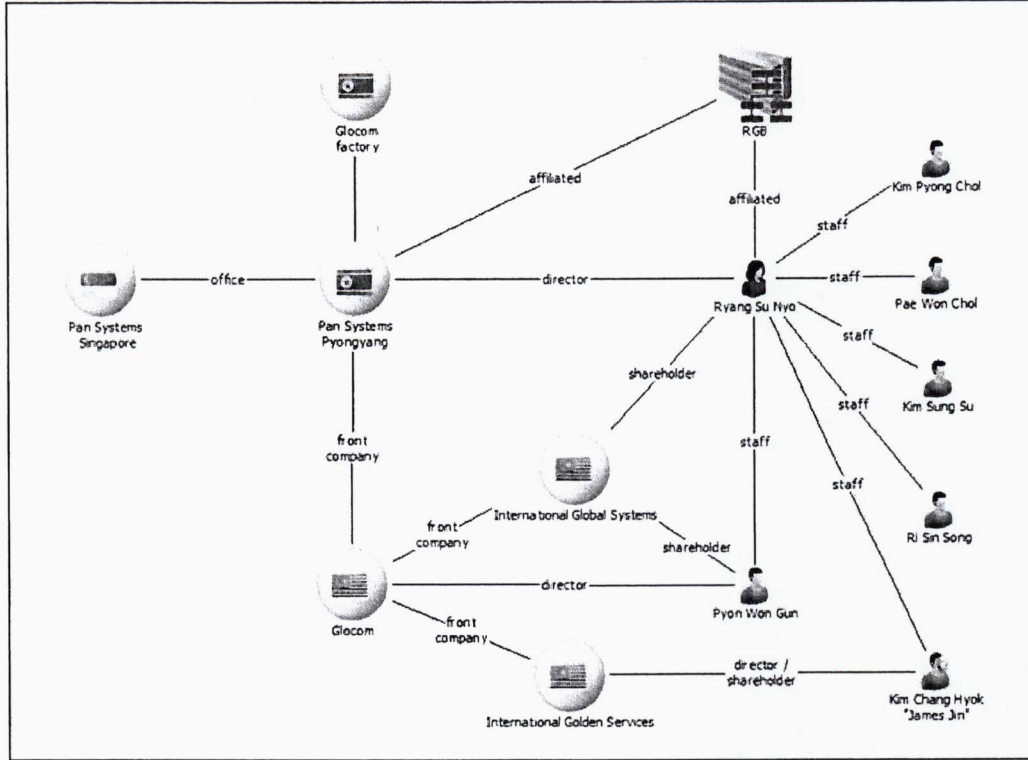 Glocom
factory
RGB
affiliated
affiliated
Kim Pyong Chol
staff
office
director
staff
Pan Systems
Singapore
Pan Systems
Pyongyang
Ryang Su Nyo
Pae Won Chol
staff
shareholder
Kim Sung Su
staff
front
company
staff
staff
International Global Systems
Ri Sin Song
front
company
shareholder
director
Glocom
Pyon Won Gun
front
company
director /
shareholder
International Golden Services
Kim Chang Hyok
"James Jin"